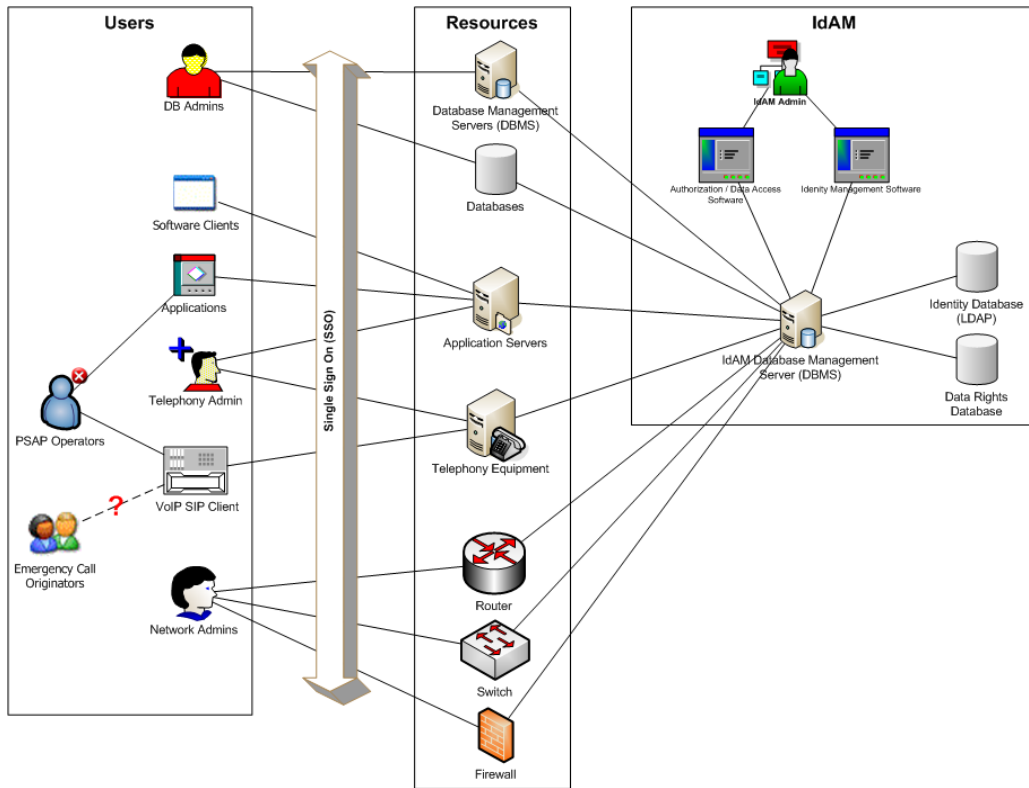 Users
DB Admins
Software Clients
Applications
Telephony Admin
PSAP Operators
VoIP SIP Client
?
Emergency Call
Originators
Network Admins
Single Sign On (SSO)
Resources
Database Management
Servers (DBMS)
Databases
Application Servers
Telephony Equipment
Router
Switch
Firewall
IdAM
IdAM Admin
Authorization / Data Access
Software
Idenity Management Software
Identity Database
(LDAP)
IdAM Database Management
Server (DBMS)
Data Rights
Database